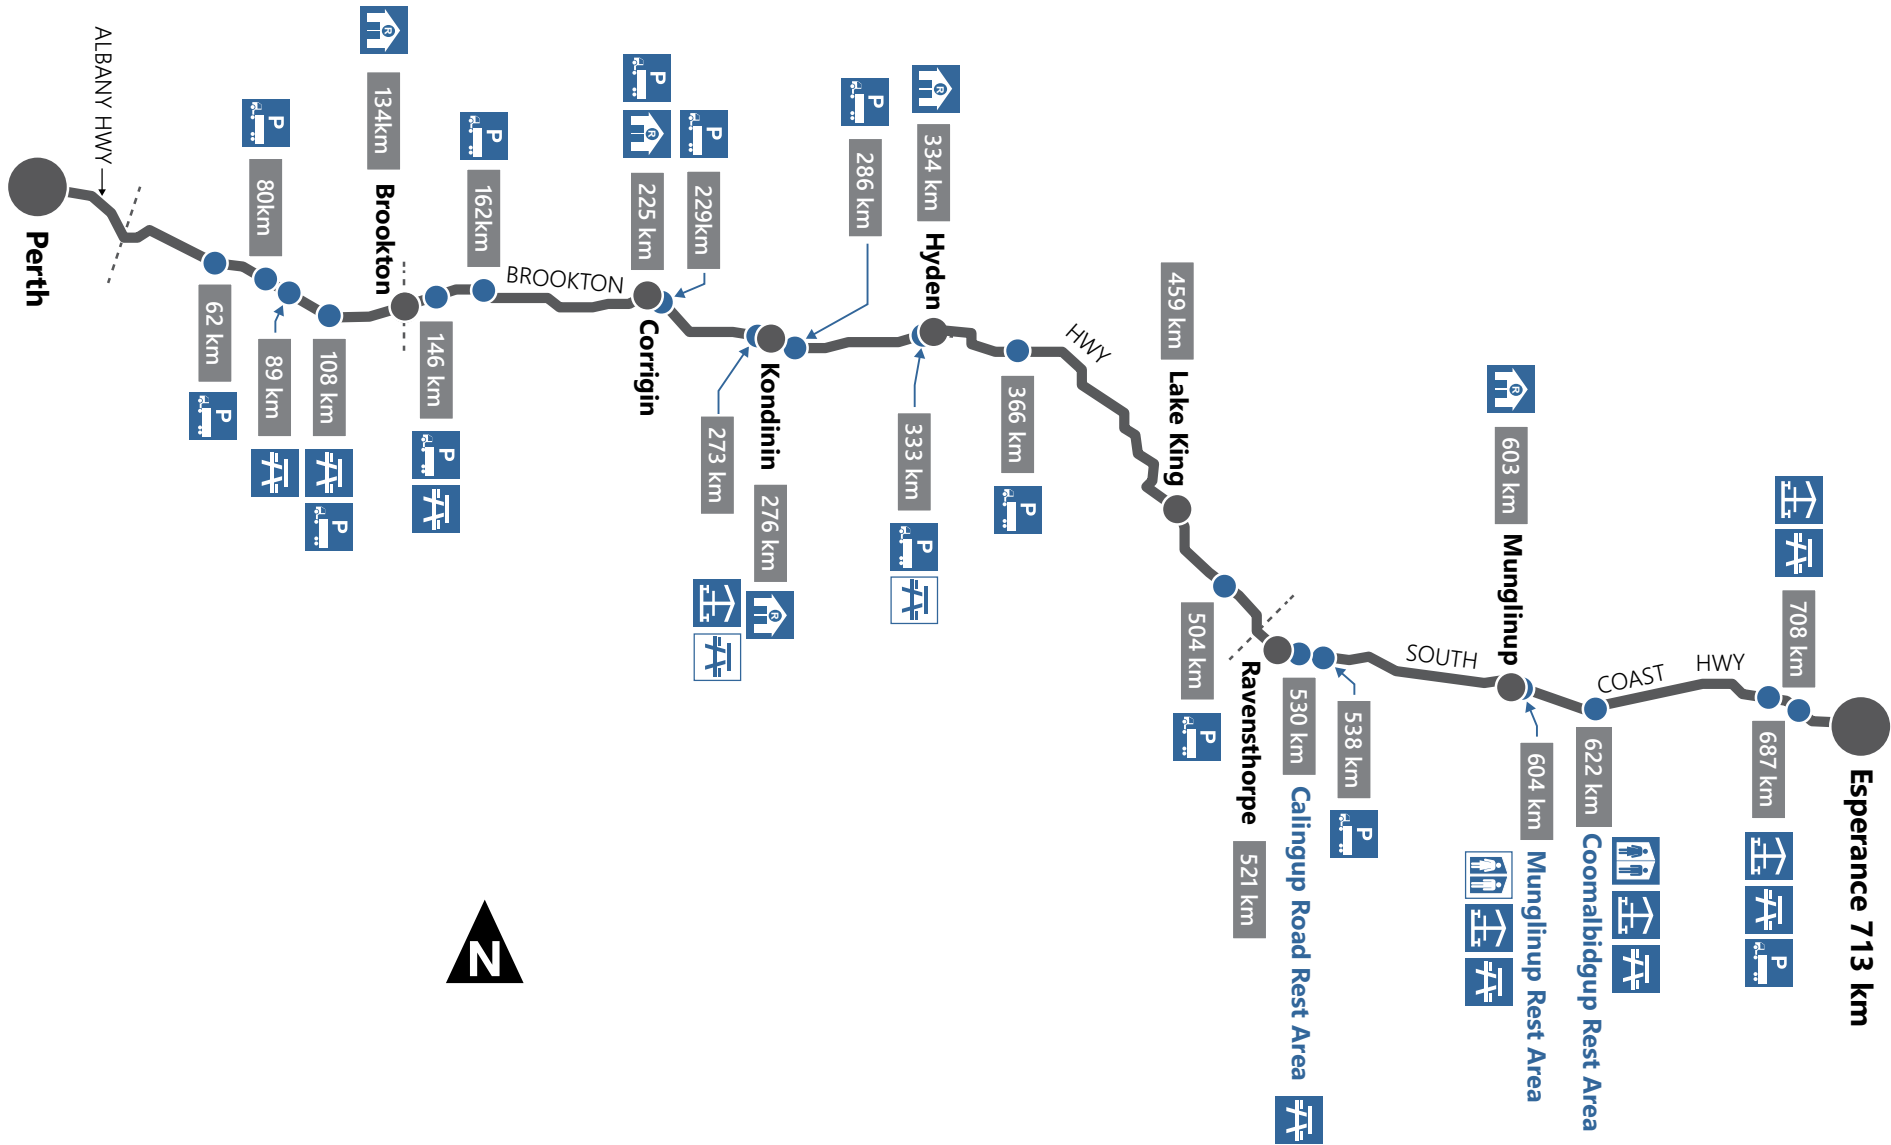 ALBANY HWY
Perth
62 km
P
80km
P
89 km
108 km
P
134km
R
Brookton
146 km
P
162km
P
BROOKTON
225 km
P
R
Corrigin
229km
P
273 km
Kondinin
276 km
R
286 km
P
333 km
P
334 km
R
Hyden
366 km
P
HWY
459 km
Lake King
504 km
P
Ravensthorpe
521 km
530 km
Calingup Road Rest Area
538 km
P
SOUTH
603 km
R
Munglinup
604 km
Munglinup Rest Area
COAST
622 km
Coomalbidgup Rest Area
HWY
687 km
P
708 km
Esperance 713 km
N